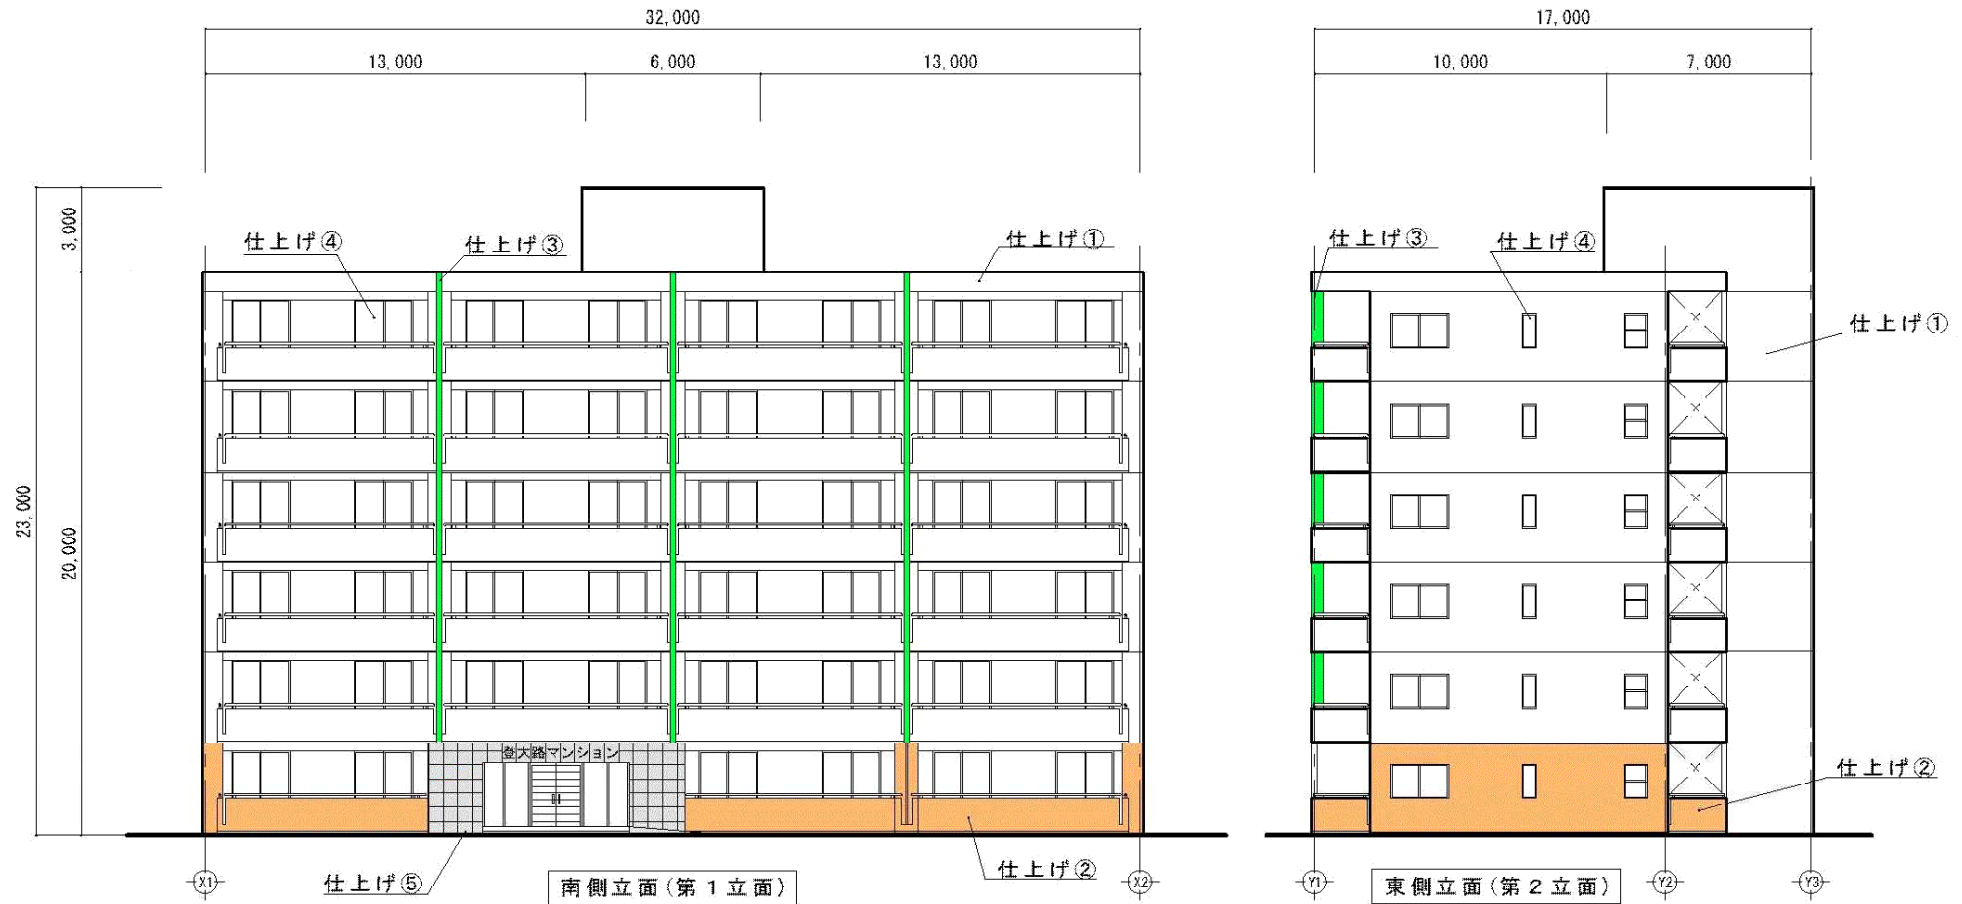 32,000
17,000
13,000
6,000
13,000
10,000
7,000
3,000
23,000
20,000
仕上げ④
仕上げ③
仕上げ①
仕上げ③
仕上げ④
仕上げ①
登大路マンション
仕上げ②
仕上げ②
仕上げ⑤
X1
南側立面(第1立面)
X2
Y1
東側立面(第2立面)
Y2
Y3